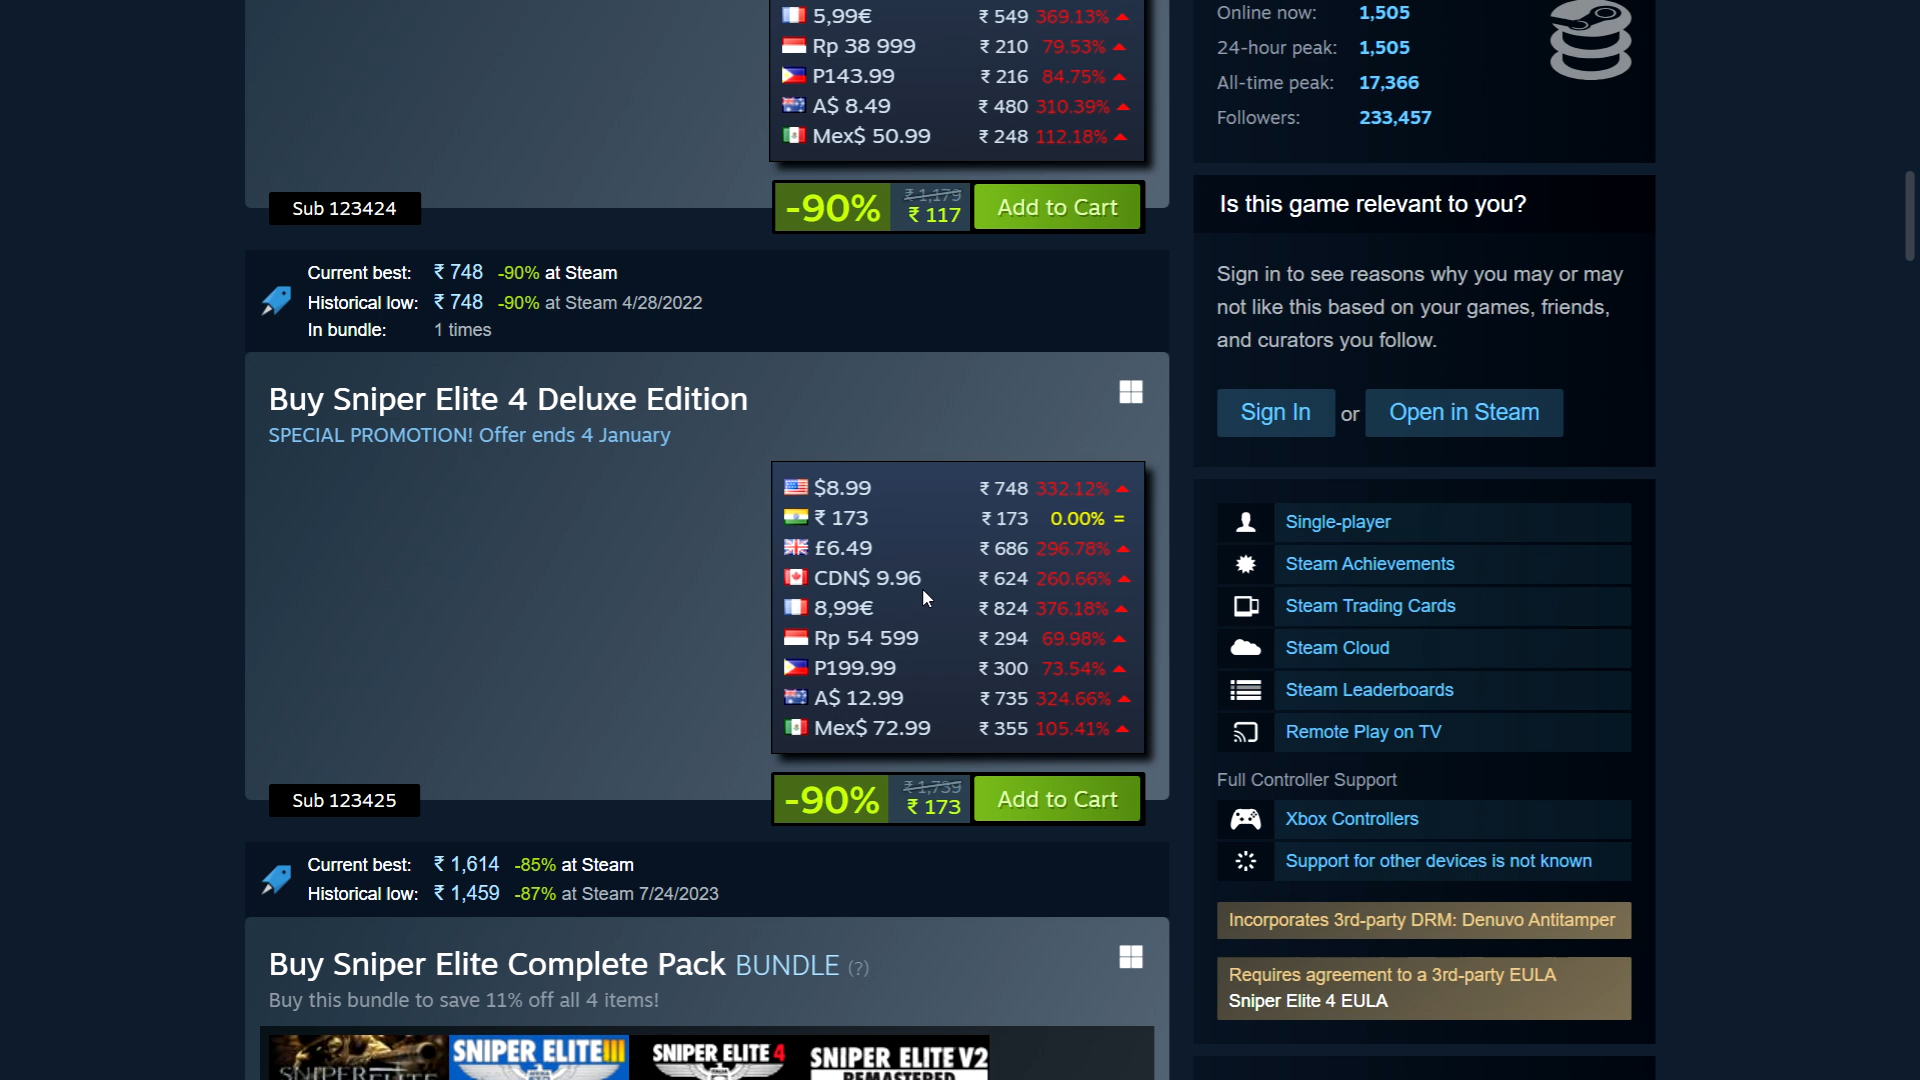 5,99€ ₹ 549 369.13%
Rp 38 999 ₹ 210 79.53%
P143.99 ₹ 216 84.75%
A$ 8.49 ₹ 480 310.39%
Mex$ 50.99 ₹ 248 112.18%
Sub 123424
-90% ₹ 1,179 ₹ 117 Add to Cart
Current best: ₹ 748 -90% at Steam
Historical low: ₹ 748 -90% at Steam 4/28/2022
In bundle: 1 times
Buy Sniper Elite 4 Deluxe Edition
SPECIAL PROMOTION! Offer ends 4 January
$8.99 ₹ 748 332.12%
₹ 173 ₹ 173 0.00% =
£6.49 ₹ 686 296.78%
CDN$ 9.96 ₹ 624 260.66%
8,99€ ₹ 824 376.18%
Rp 54 599 ₹ 294 69.98%
P199.99 ₹ 300 73.54%
A$ 12.99 ₹ 735 324.66%
Mex$ 72.99 ₹ 355 105.41%
Sub 123425
-90% ₹ 1,739 ₹ 173 Add to Cart
Current best: ₹ 1,614 -85% at Steam
Historical low: ₹ 1,459 -87% at Steam 7/24/2023
Buy Sniper Elite Complete Pack BUNDLE (?)
Buy this bundle to save 11% off all 4 items!
SNIPER ELITE
SNIPER ELITE III
SNIPER ELITE 4
SNIPER ELITE V2
REMASTERED
Online now: 1,505
24-hour peak: 1,505
All-time peak: 17,366
Followers: 233,457
Is this game relevant to you?
Sign in to see reasons why you may or may
not like this based on your games, friends,
and curators you follow.
Sign In or Open in Steam
Single-player
Steam Achievements
Steam Trading Cards
Steam Cloud
Steam Leaderboards
Remote Play on TV
Full Controller Support
Xbox Controllers
Support for other devices is not known
Incorporates 3rd-party DRM: Denuvo Antitamper
Requires agreement to a 3rd-party EULA
Sniper Elite 4 EULA